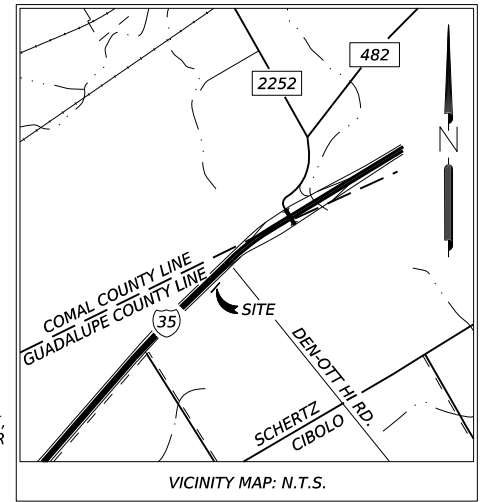 482
2252
N
COMAL COUNTY LINE
GUADALUPE COUNTY LINE
35
SITE
DEN-OTT HI RD.
SCHERTZ
CIBOLO
VICINITY MAP: N.T.S.